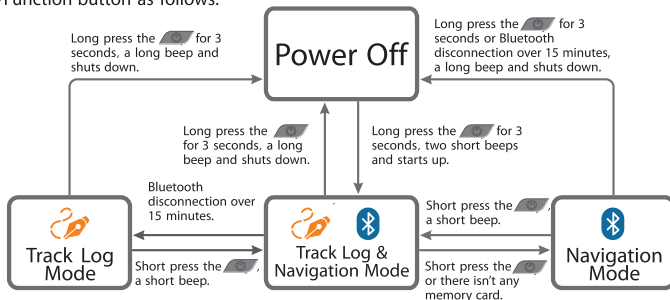 Function button as follows.
Long press the for 3
seconds, a long beep and
shuts down.
Power Off
Long press the for 3
seconds or Bluetooth
disconnection over 15 minutes,
a long beep and shuts down.
Long press the
for 3 seconds, a long
beep and shuts down.
Long press the for 3
seconds, two short beeps
and starts up.
Bluetooth
disconnection over
15 minutes.
Short press the ,
a short beep.
Track Log
Mode
Track Log &
Navigation Mode
Navigation
Mode
Short press the ,
a short beep.
Short press the
or there isn't any
memory card.